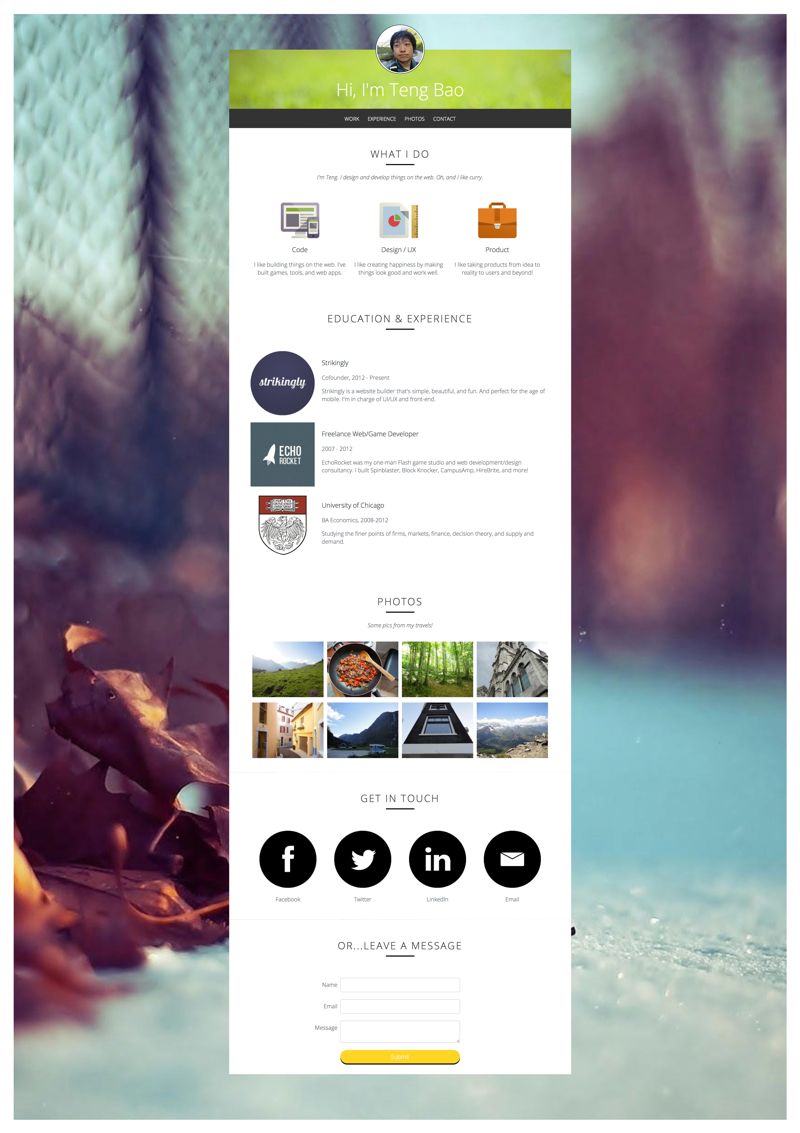 Hi, I'm Teng Bao
WORK EXPERIENCE PHOTOS CONTACT
WHAT I DO
I'm Teng. I design and develop things on the web. Oh, and I like curry.
Code
I like building things on the web. I've
built games, tools, and web apps.
Design / UX
I like creating happiness by making
things look good and work well.
Product
I like taking products from idea to
reality to users and beyond!
EDUCATION & EXPERIENCE
strikingly
Strikingly
Cofounder, 2012 - Present
Strikingly is a website builder that's simple, beautiful, and fun. And perfect for the age of
mobile. I'm in charge of UI/UX and front-end.
ECHO
ROCKET
Freelance Web/Game Developer
2007 - 2012
EchoRocket was my one-man Flash game studio and web development/design
consultancy. I built Spinblaster, Block Knocker, CampusAmp, HireBrite, and more!
University of Chicago
BA Economics, 2008-2012
Studying the finer points of firms, markets, finance, decision theory, and supply and
demand.
PHOTOS
Some pics from my travels!
GET IN TOUCH
Facebook
Twitter
LinkedIn
Email
OR...LEAVE A MESSAGE
Name
Email
Message
Submit